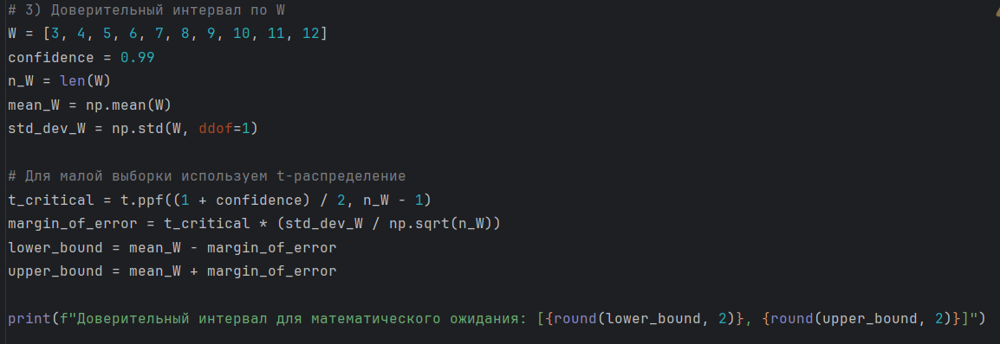 # 3) Доверительный интервал по W
W = [3, 4, 5, 6, 7, 8, 9, 10, 11, 12]
confidence = 0.99
n_W = len(W)
mean_W = np.mean(W)
std_dev_W = np.std(W, ddof=1)
# Для малой выборки используем t-распределение
t_critical = t.ppf((1 + confidence) / 2, n_W - 1)
margin_of_error = t_critical * (std_dev_W / np.sqrt(n_W))
lower_bound = mean_W - margin_of_error
upper_bound = mean_W + margin_of_error
print(f"Доверительный интервал для математического ожидания: [{round(lower_bound, 2)}, {round(upper_bound, 2)}]")